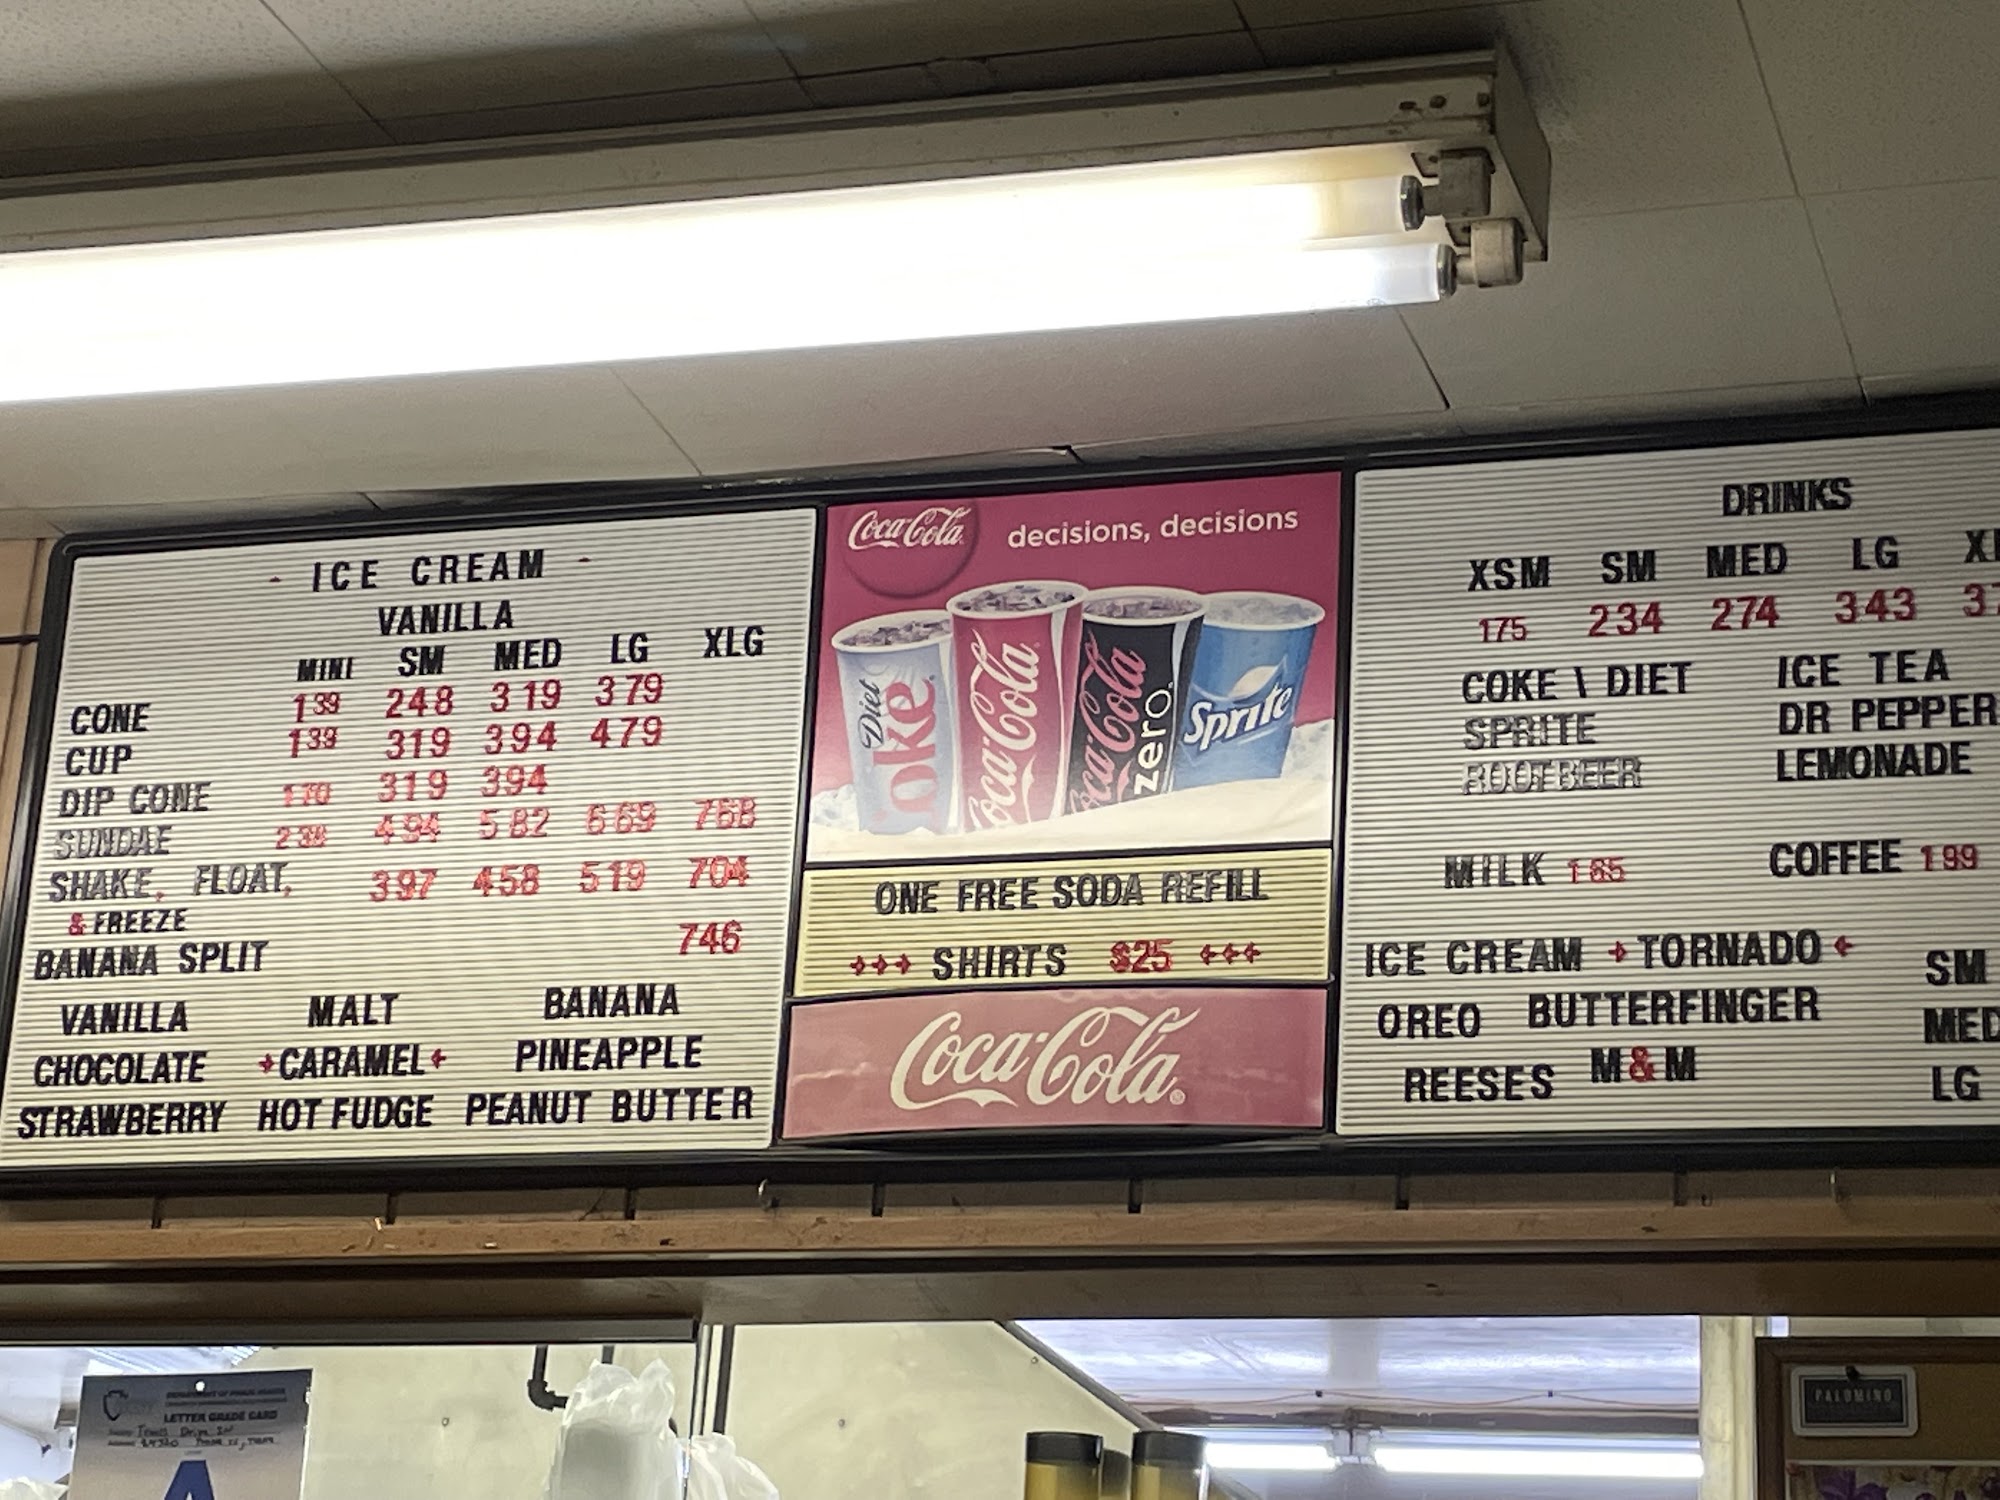 - ICE CREAM -
VANILLA
MINI SM MED LG XLG
CONE 139 248 319 379
CUP 139 319 394 479
DIP CONE 170 319 394
SUNDAE 494 582 669 768
SHAKE, FLOAT, 397 458 519 704
& FREEZE
BANANA SPLIT 746
VANILLA MALT BANANA
CHOCOLATE CARAMEL PINEAPPLE
STRAWBERRY HOT FUDGE PEANUT BUTTER
Coca-Cola decisions, decisions
Diet Coke
Coca-Cola
Coca-Cola zero
Sprite
ONE FREE SODA REFILL
SHIRTS $25
Coca-Cola
DRINKS
XSM SM MED LG
175 234 274 343
COKE \ DIET ICE TEA
SPRITE DR PEPPER
ROOTBEER LEMONADE
MILK 165 COFFEE 199
ICE CREAM TORNADO SM
OREO BUTTERFINGER MED
REESES M&M LG
LETTER GRADE CARD
A
PALOMINO